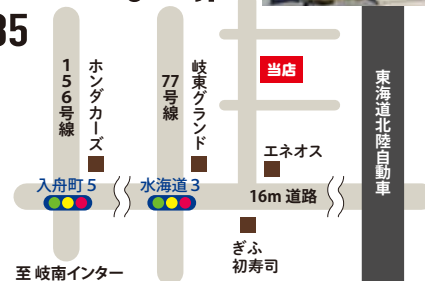 35
156号線
ホンダカーズ
77号線
岐東グランド
当店
東海道北陸自動車
エネオス
入舟町 5
水海道 3
16m 道路
ぎふ
初寿司
至 岐南インター